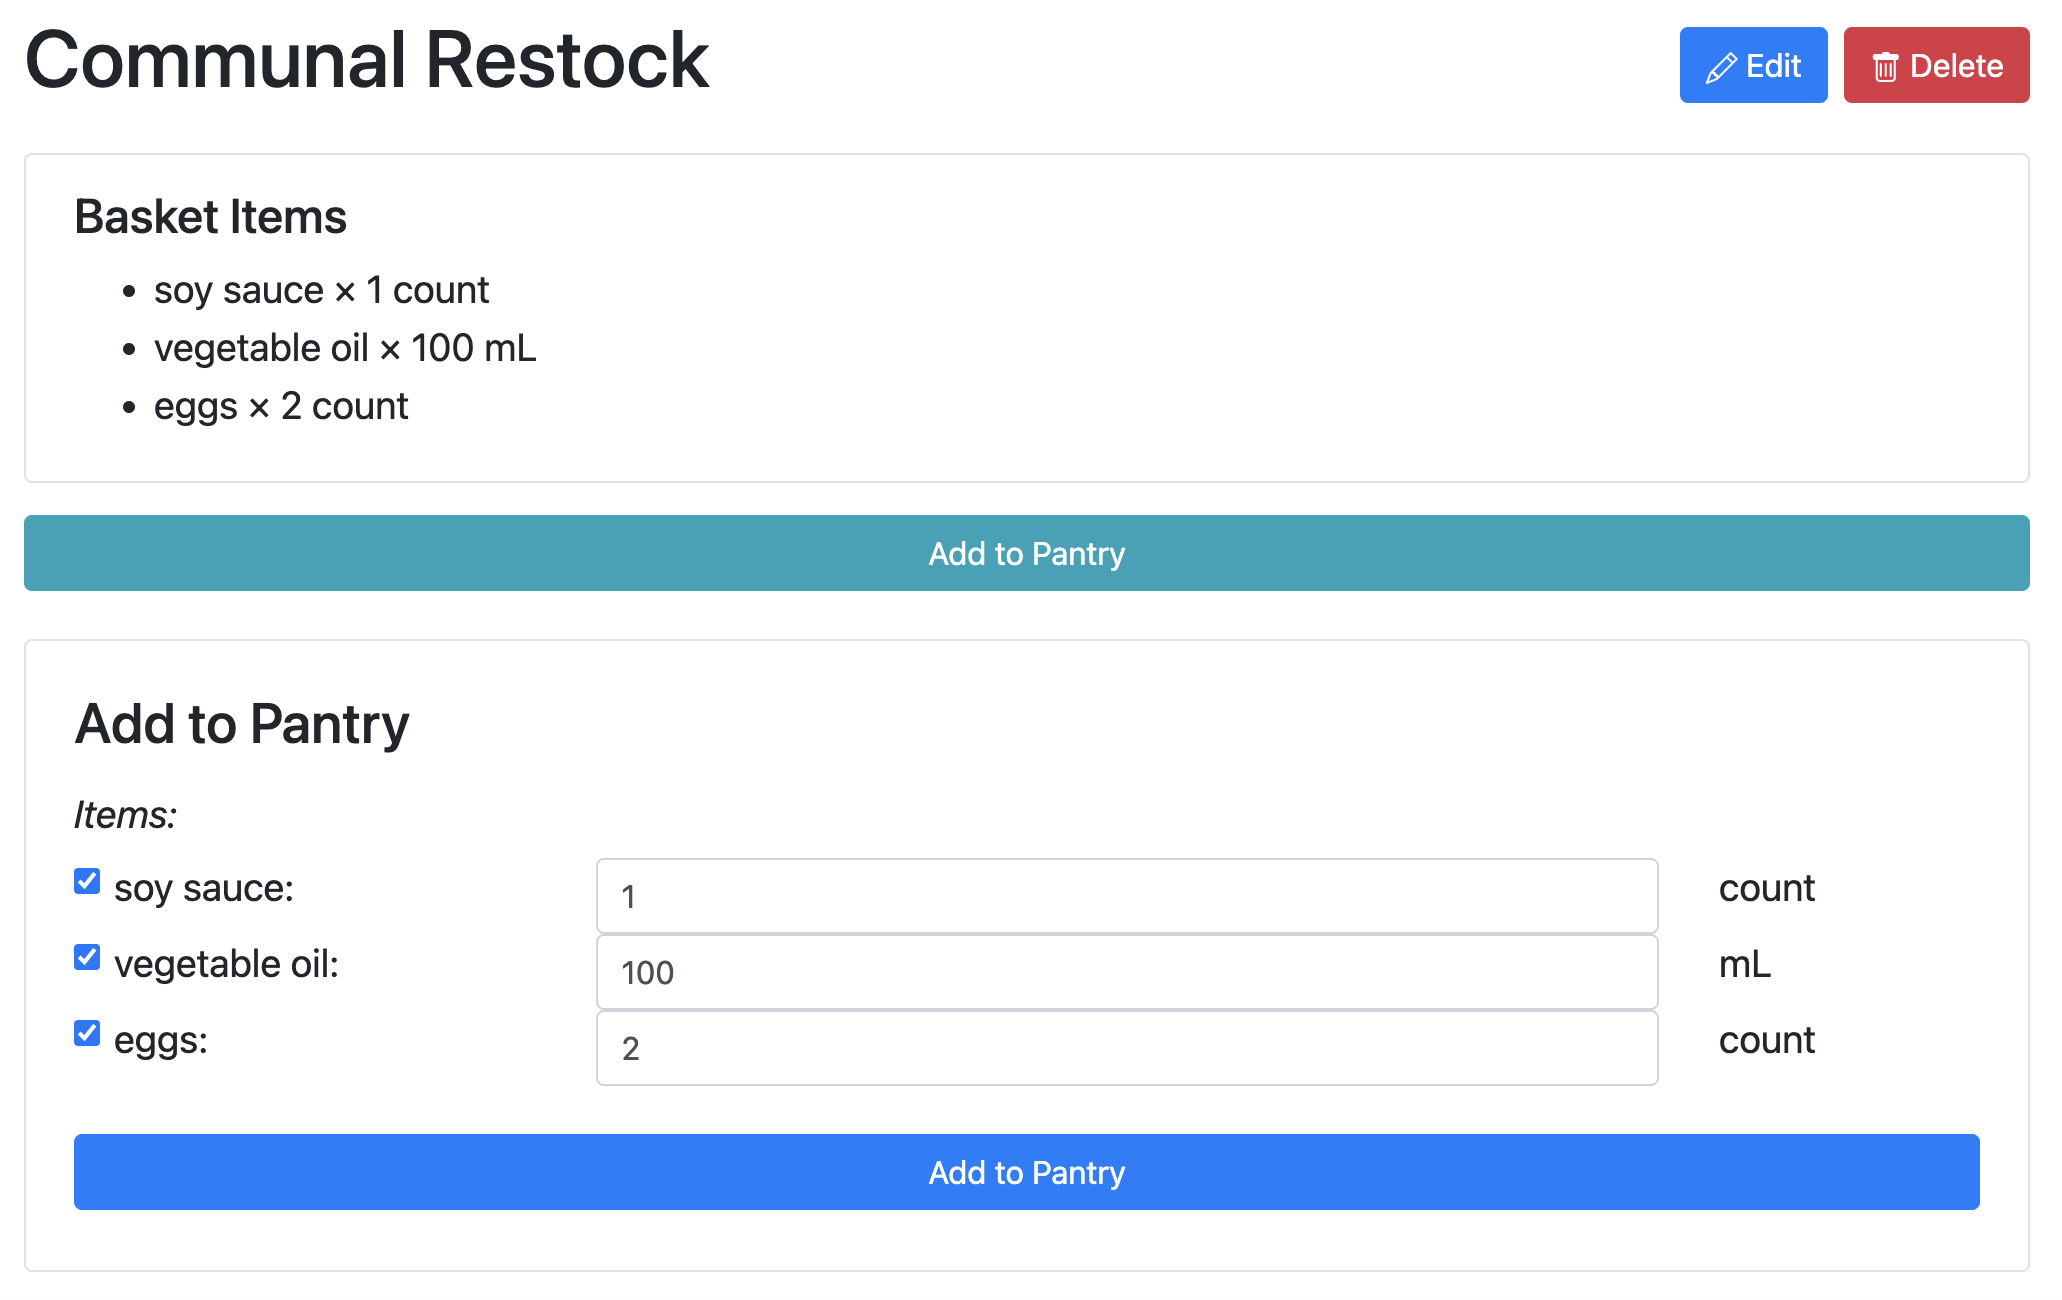 Communal Restock
Edit
Delete
Basket Items
• soy sauce × 1 count
• vegetable oil × 100 mL
• eggs × 2 count
Add to Pantry
Add to Pantry
Items:
soy sauce: 1 count
vegetable oil: 100 mL
eggs: 2 count
Add to Pantry